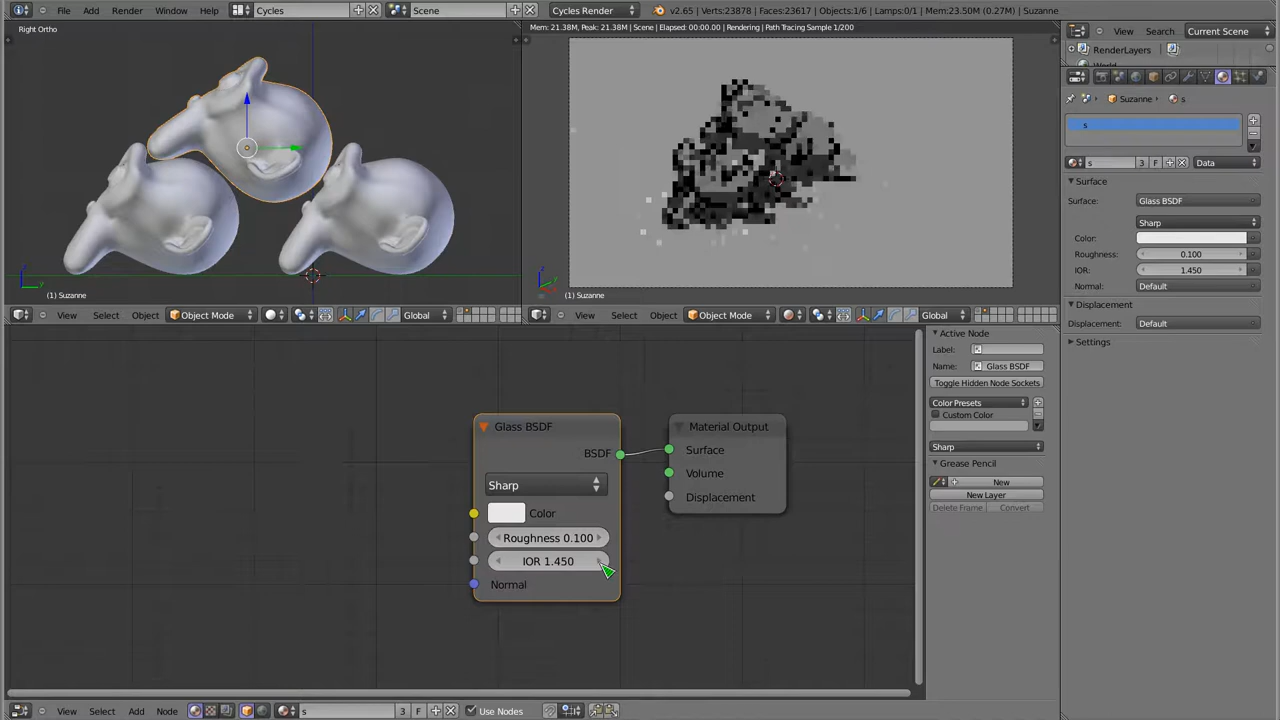 File Add Render Window Help Cycles Scene Cycles Render v2.65 | Verts:23878 | Faces:23617 | Objects:1/6 | Lamps:0/1 | Mem:23.50M (0.27M) | Suzanne
Right Ortho
Mem: 21.38M, Peak: 21.38M | Scene | Elapsed: 00:00.00 | Rendering | Path Tracing Sample 1/200
View Search Current Scene
RenderLayers
Suzanne s
s
s 3 F Data
Surface
Surface: Glass BSDF
Sharp
Color:
Roughness: 0.100
IOR: 1.450
Normal: Default
Displacement
Displacement: Default
Settings
(1) Suzanne
(1) Suzanne
View Select Object Object Mode Global
View Select Object Object Mode Global
Glass BSDF
BSDF
Sharp
Color
Roughness 0.100
IOR 1.450
Normal
Material Output
Surface
Volume
Displacement
Active Node
Label:
Name: Glass BSDF
Toggle Hidden Node Sockets
Color Presets
Custom Color
Sharp
Grease Pencil
New
New Layer
Delete Frame Convert
View Select Add Node s 3 F Use Nodes